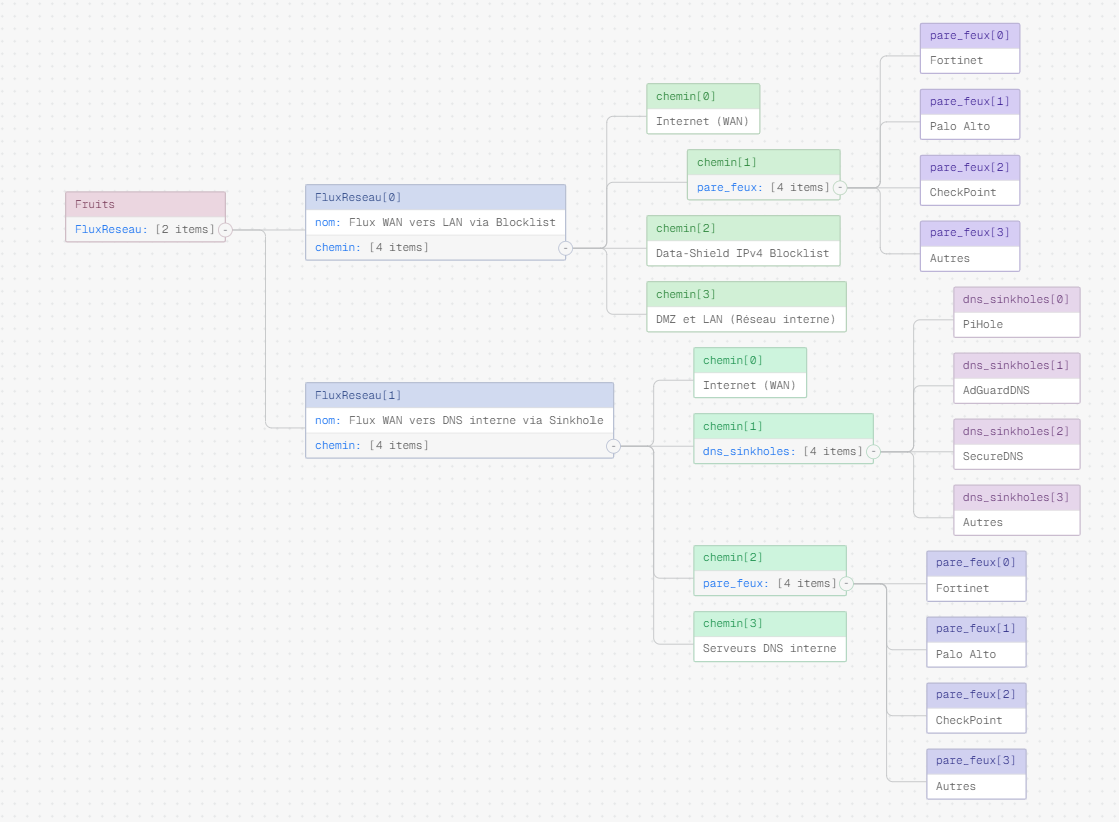 Fruits
FluxReseau: [2 items]
FluxReseau[0]
nom: Flux WAN vers LAN via Blocklist
chemin: [4 items]
chemin[0]
Internet (WAN)
chemin[1]
pare_feux: [4 items]
pare_feux[0]
Fortinet
pare_feux[1]
Palo Alto
pare_feux[2]
CheckPoint
pare_feux[3]
Autres
chemin[2]
Data-Shield IPv4 Blocklist
chemin[3]
DMZ et LAN (Réseau interne)
FluxReseau[1]
nom: Flux WAN vers DNS interne via Sinkhole
chemin: [4 items]
chemin[0]
Internet (WAN)
chemin[1]
dns_sinkholes: [4 items]
dns_sinkholes[0]
PiHole
dns_sinkholes[1]
AdGuardDNS
dns_sinkholes[2]
SecureDNS
dns_sinkholes[3]
Autres
chemin[2]
pare_feux: [4 items]
pare_feux[0]
Fortinet
pare_feux[1]
Palo Alto
pare_feux[2]
CheckPoint
pare_feux[3]
Autres
chemin[3]
Serveurs DNS interne